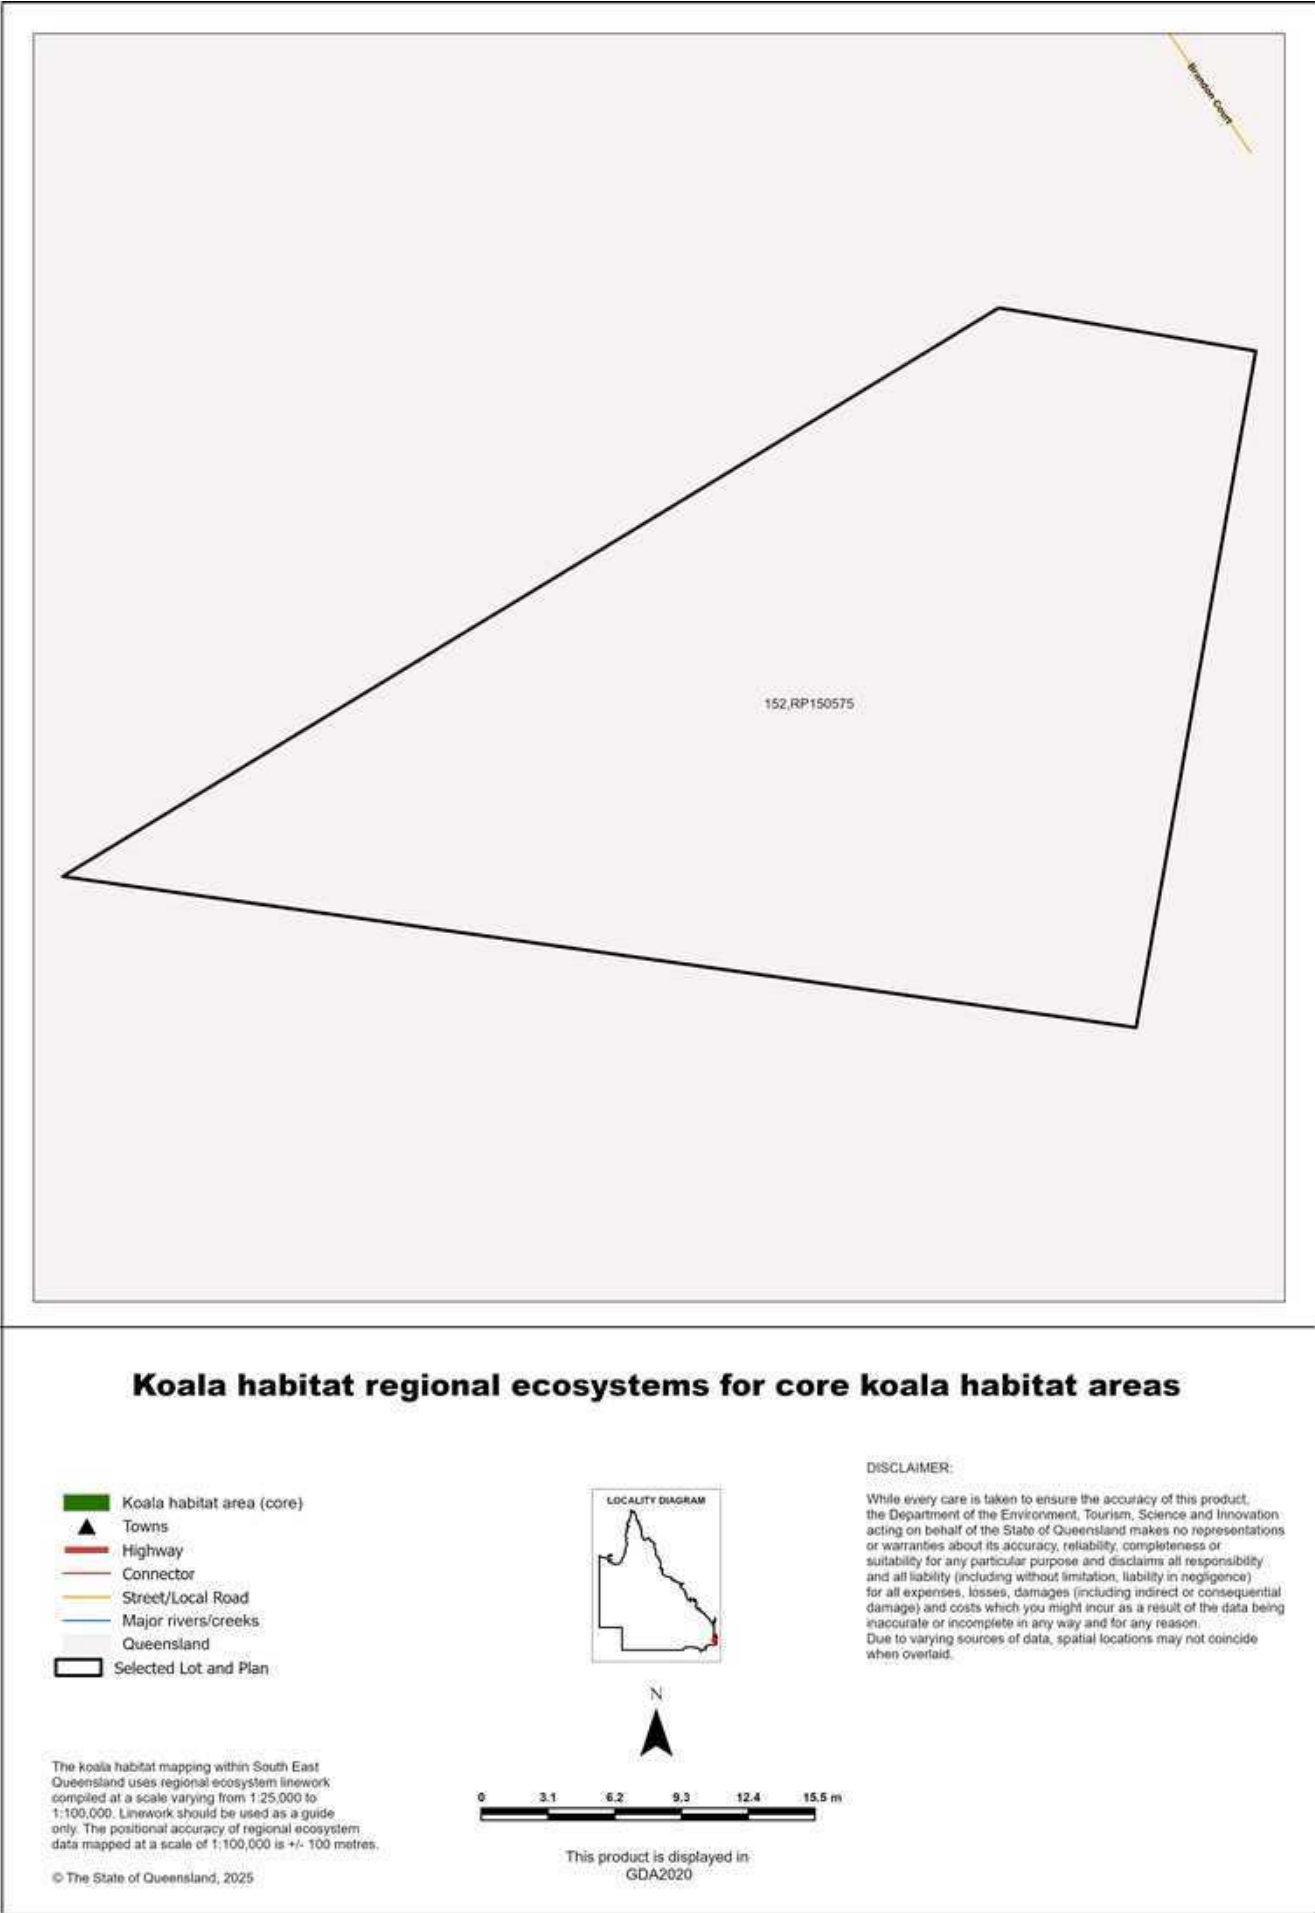 Brandon Court
152,RP150575
Koala habitat regional ecosystems for core koala habitat areas
Koala habitat area (core)
Towns
Highway
Connector
Street/Local Road
Major rivers/creeks
Queensland
Selected Lot and Plan
The koala habitat mapping within South East
Queensland uses regional ecosystem linework
compiled at a scale varying from 1:25,000 to
1:100,000. Linework should be used as a guide
only. The positional accuracy of regional ecosystem
data mapped at a scale of 1:100,000 is +/- 100 metres.
© The State of Queensland, 2025
LOCALITY DIAGRAM
N
0 3.1 6.2 9.3 12.4 15.5 m
This product is displayed in
GDA2020
DISCLAIMER:
While every care is taken to ensure the accuracy of this product,
the Department of the Environment, Tourism, Science and Innovation
acting on behalf of the State of Queensland makes no representations
or warranties about its accuracy, reliability, completeness or
suitability for any particular purpose and disclaims all responsibility
and all liability (including without limitation, liability in negligence)
for all expenses, losses, damages (including indirect or consequential
damage) and costs which you might incur as a result of the data being
inaccurate or incomplete in any way and for any reason.
Due to varying sources of data, spatial locations may not coincide
when overlaid.